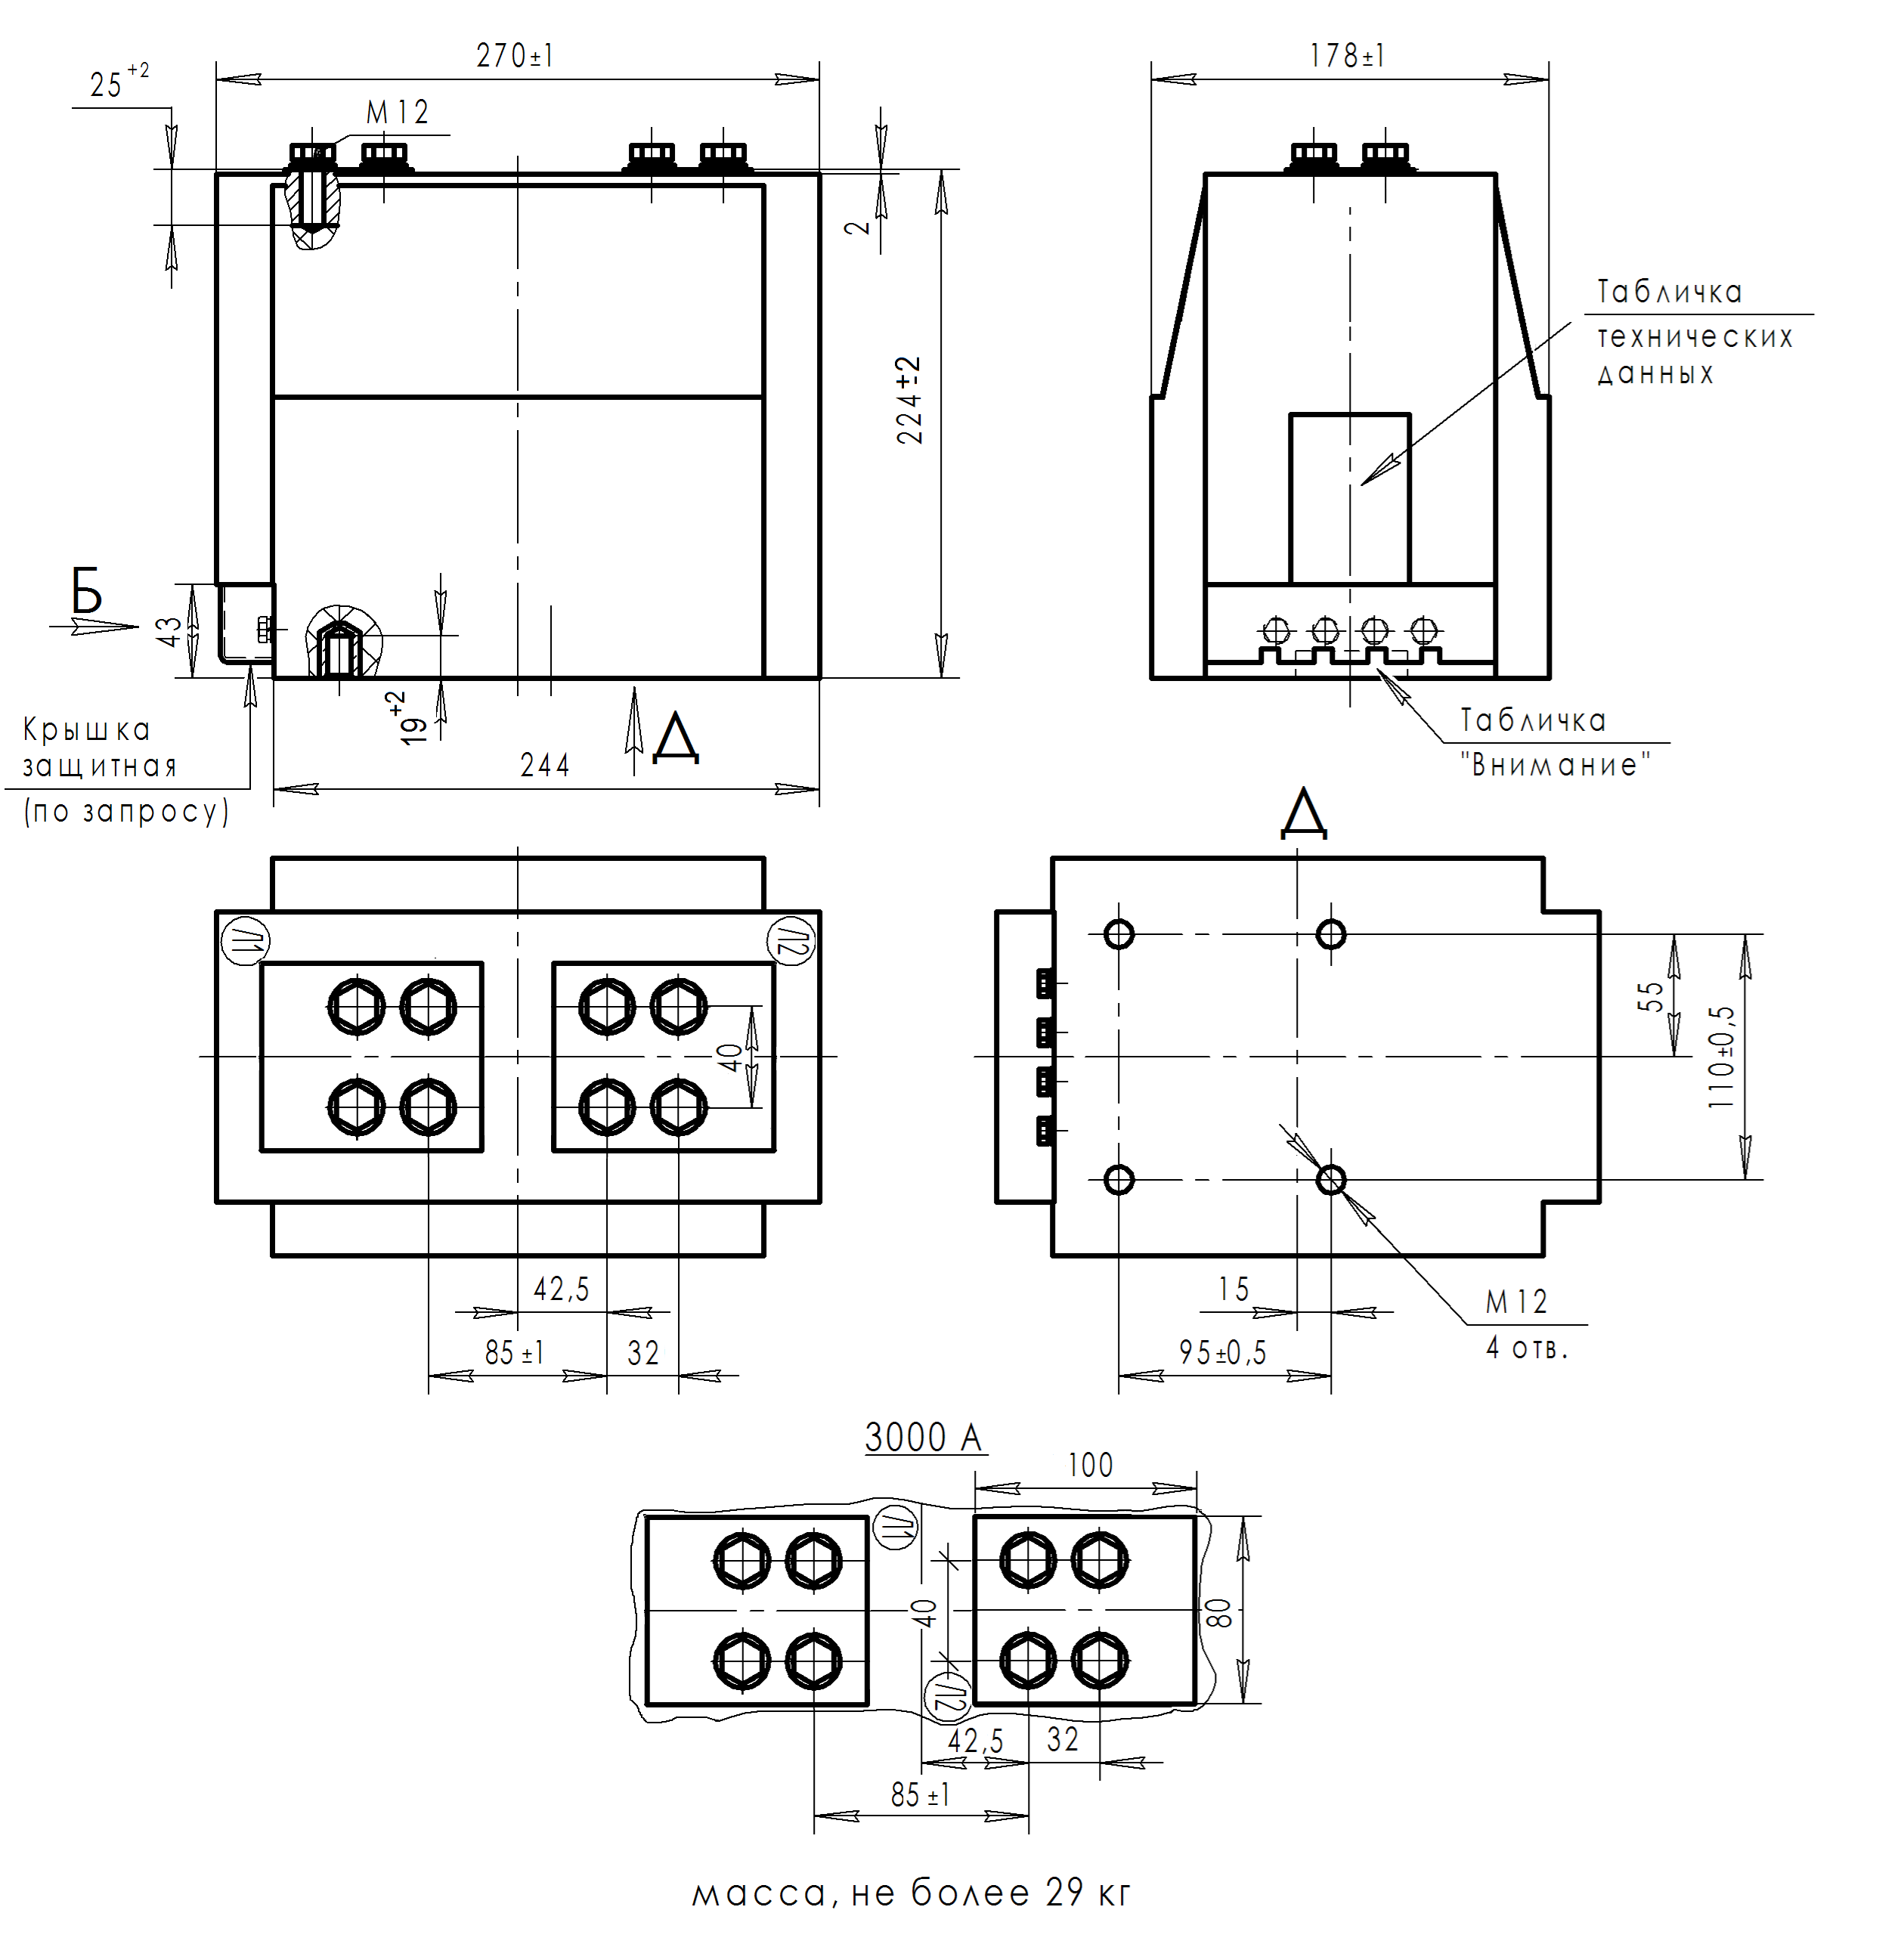 270±1
178±1
25+2
М12
2
Табличка
технических
данных
224±2
Б
43
19+2
Д
Крышка
защитная
(по запросу)
244
Табличка
"Внимание"
Д
Л1
Л2
40
55
110±0,5
42,5
85±1
32
15
95±0,5
М12
4 отв.
3000 А
100
Л1
40
80
Л2
42,5
32
85±1
масса, не более 29 кг